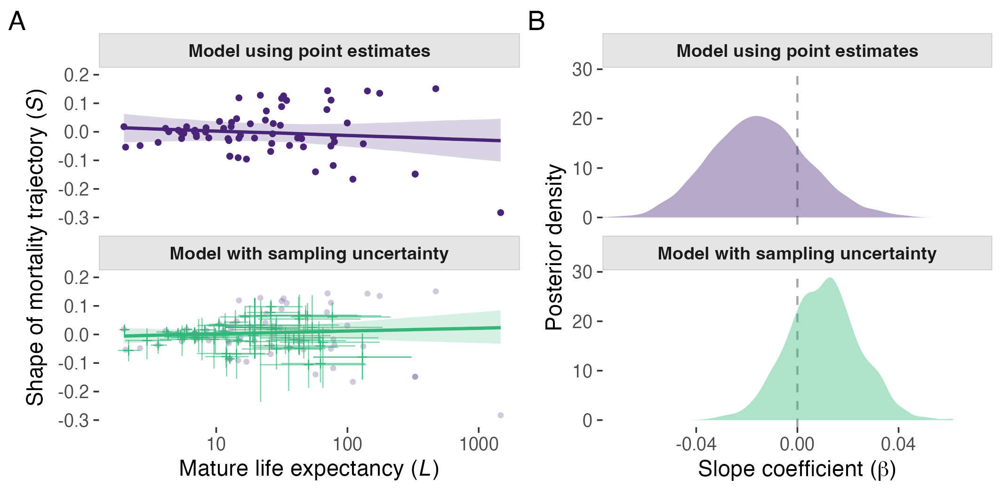 A
Model using point estimates
0.2
0.1
0.0
-0.1
-0.2
-0.3
Model with sampling uncertainty
0.2
0.1
0.0
-0.1
-0.2
-0.3
10
100
1000
Mature life expectancy (L)
Shape of mortality trajectory (S)
B
Model using point estimates
30
20
10
0
Model with sampling uncertainty
30
20
10
0
-0.04
0.00
0.04
Slope coefficient (β)
Posterior density